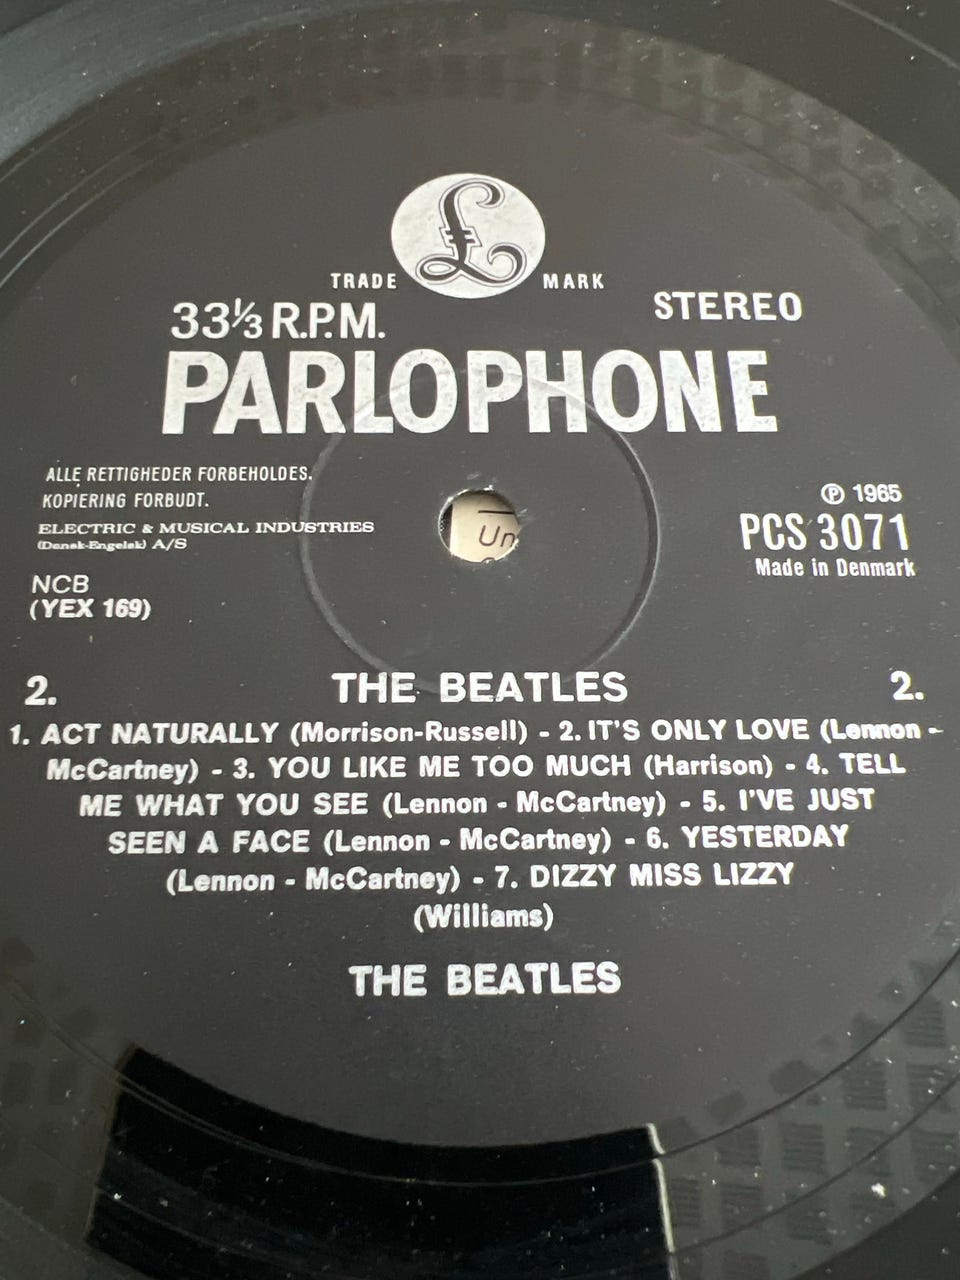 £
TRADE MARK
33⅓ R.P.M. STEREO
PARLOPHONE
ALLE RETTIGHEDER FORBEHOLDES.
KOPIERING FORBUDT.
ELECTRIC & MUSICAL INDUSTRIES
(Dansk-Engelsk) A/S
NCB
(YEX 169)
℗ 1965
PCS 3071
Made in Denmark
Un
2. THE BEATLES 2.
1. ACT NATURALLY (Morrison-Russell) - 2. IT'S ONLY LOVE (Lennon -
McCartney) - 3. YOU LIKE ME TOO MUCH (Harrison) - 4. TELL
ME WHAT YOU SEE (Lennon - McCartney) - 5. I'VE JUST
SEEN A FACE (Lennon - McCartney) - 6. YESTERDAY
(Lennon - McCartney) - 7. DIZZY MISS LIZZY
(Williams)
THE BEATLES